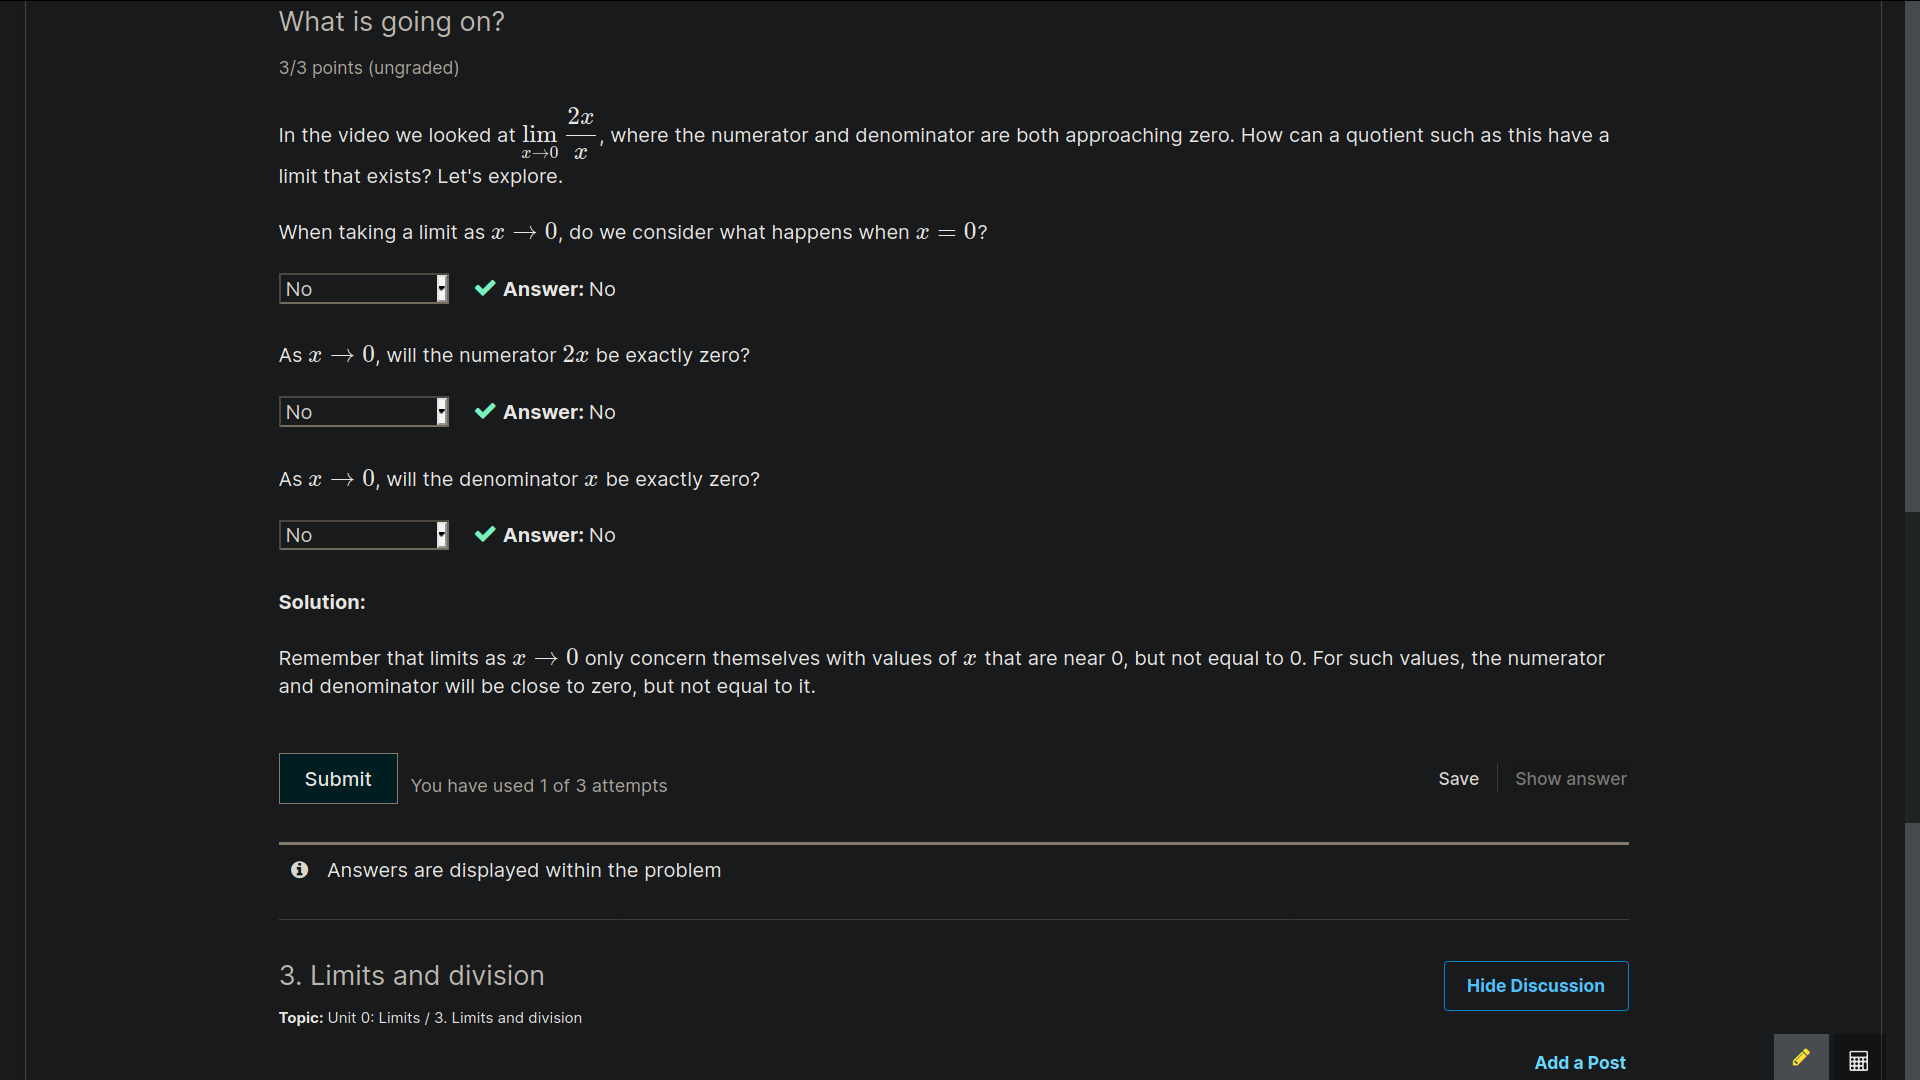 What is going on?
3/3 points (ungraded)
In the video we looked at lim x→0 2x/x, where the numerator and denominator are both approaching zero. How can a quotient such as this have a
limit that exists? Let's explore.
When taking a limit as x → 0, do we consider what happens when x = 0?
No ✔ Answer: No
As x → 0, will the numerator 2x be exactly zero?
No ✔ Answer: No
As x → 0, will the denominator x be exactly zero?
No ✔ Answer: No
Solution:
Remember that limits as x → 0 only concern themselves with values of x that are near 0, but not equal to 0. For such values, the numerator
and denominator will be close to zero, but not equal to it.
Submit You have used 1 of 3 attempts Save Show answer
Answers are displayed within the problem
3. Limits and division
Hide Discussion
Topic: Unit 0: Limits / 3. Limits and division
Add a Post